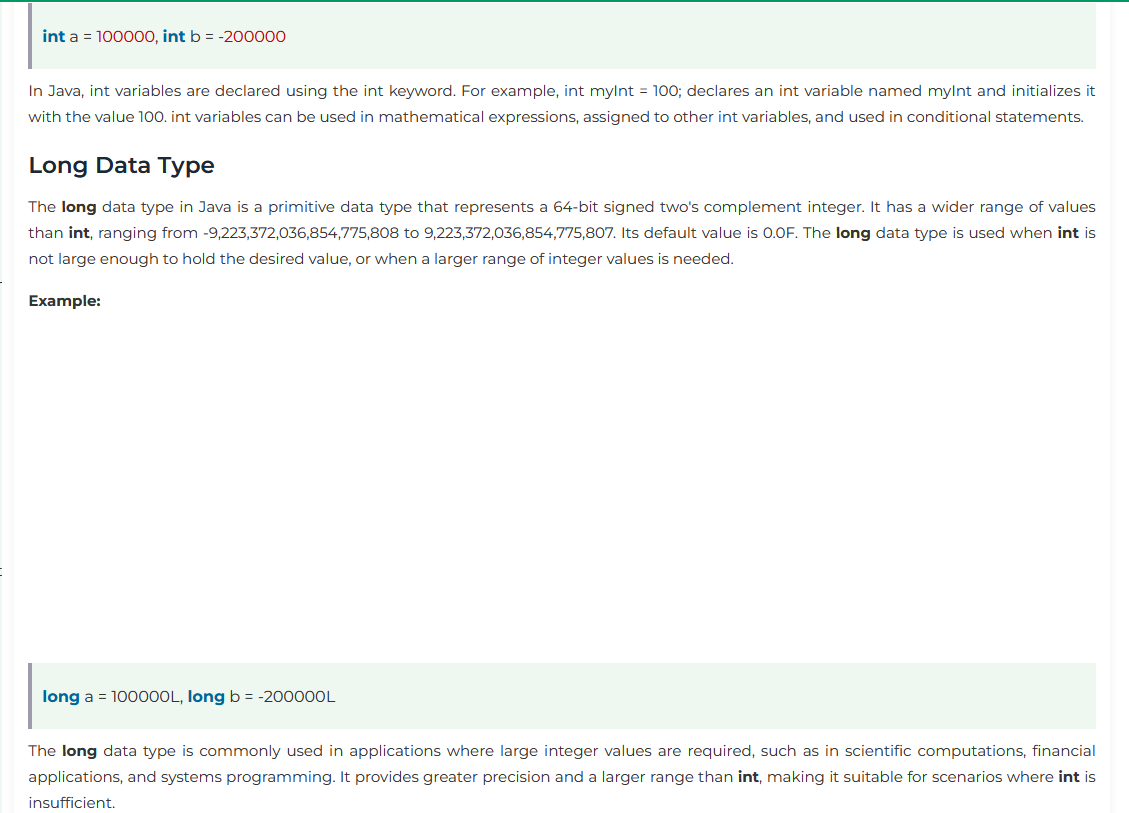 int a = 100000, int b = -200000
In Java, int variables are declared using the int keyword. For example, int myInt = 100; declares an int variable named myInt and initializes it
with the value 100. int variables can be used in mathematical expressions, assigned to other int variables, and used in conditional statements.
Long Data Type
The long data type in Java is a primitive data type that represents a 64-bit signed two's complement integer. It has a wider range of values
than int, ranging from -9,223,372,036,854,775,808 to 9,223,372,036,854,775,807. Its default value is 0.0F. The long data type is used when int is
not large enough to hold the desired value, or when a larger range of integer values is needed.
Example:
long a = 100000L, long b = -200000L
The long data type is commonly used in applications where large integer values are required, such as in scientific computations, financial
applications, and systems programming. It provides greater precision and a larger range than int, making it suitable for scenarios where int is
insufficient.